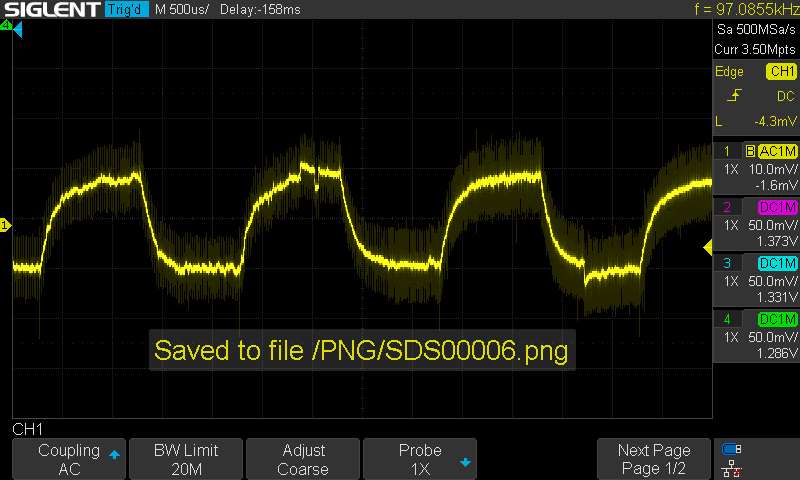 SIGLENT Trig'd M 500us/ Delay:-158ms f = 97.0855kHz
Sa 500MSa/s
Curr 3.50Mpts
Edge CH1
DC
L -4.3mV
1 B AC1M
1X 10.0mV/
-1.6mV
2 DC1M
1X 50.0mV/
1.373V
3 DC1M
1X 50.0mV/
1.331V
4 DC1M
1X 50.0mV/
1.286V
4
1
Saved to file /PNG/SDS00006.png
CH1
Coupling
AC
BW Limit
20M
Adjust
Coarse
Probe
1X
Next Page
Page 1/2